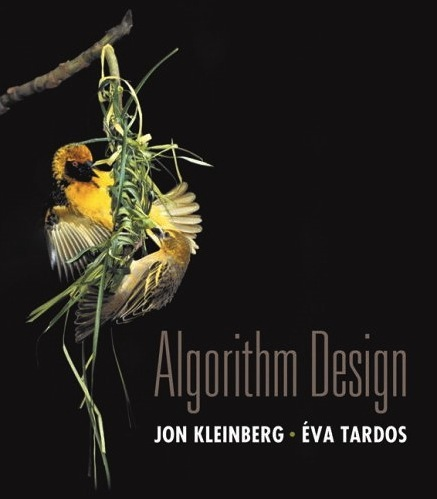 Algorithm Design
JON KLEINBERG • ÉVA TARDOS